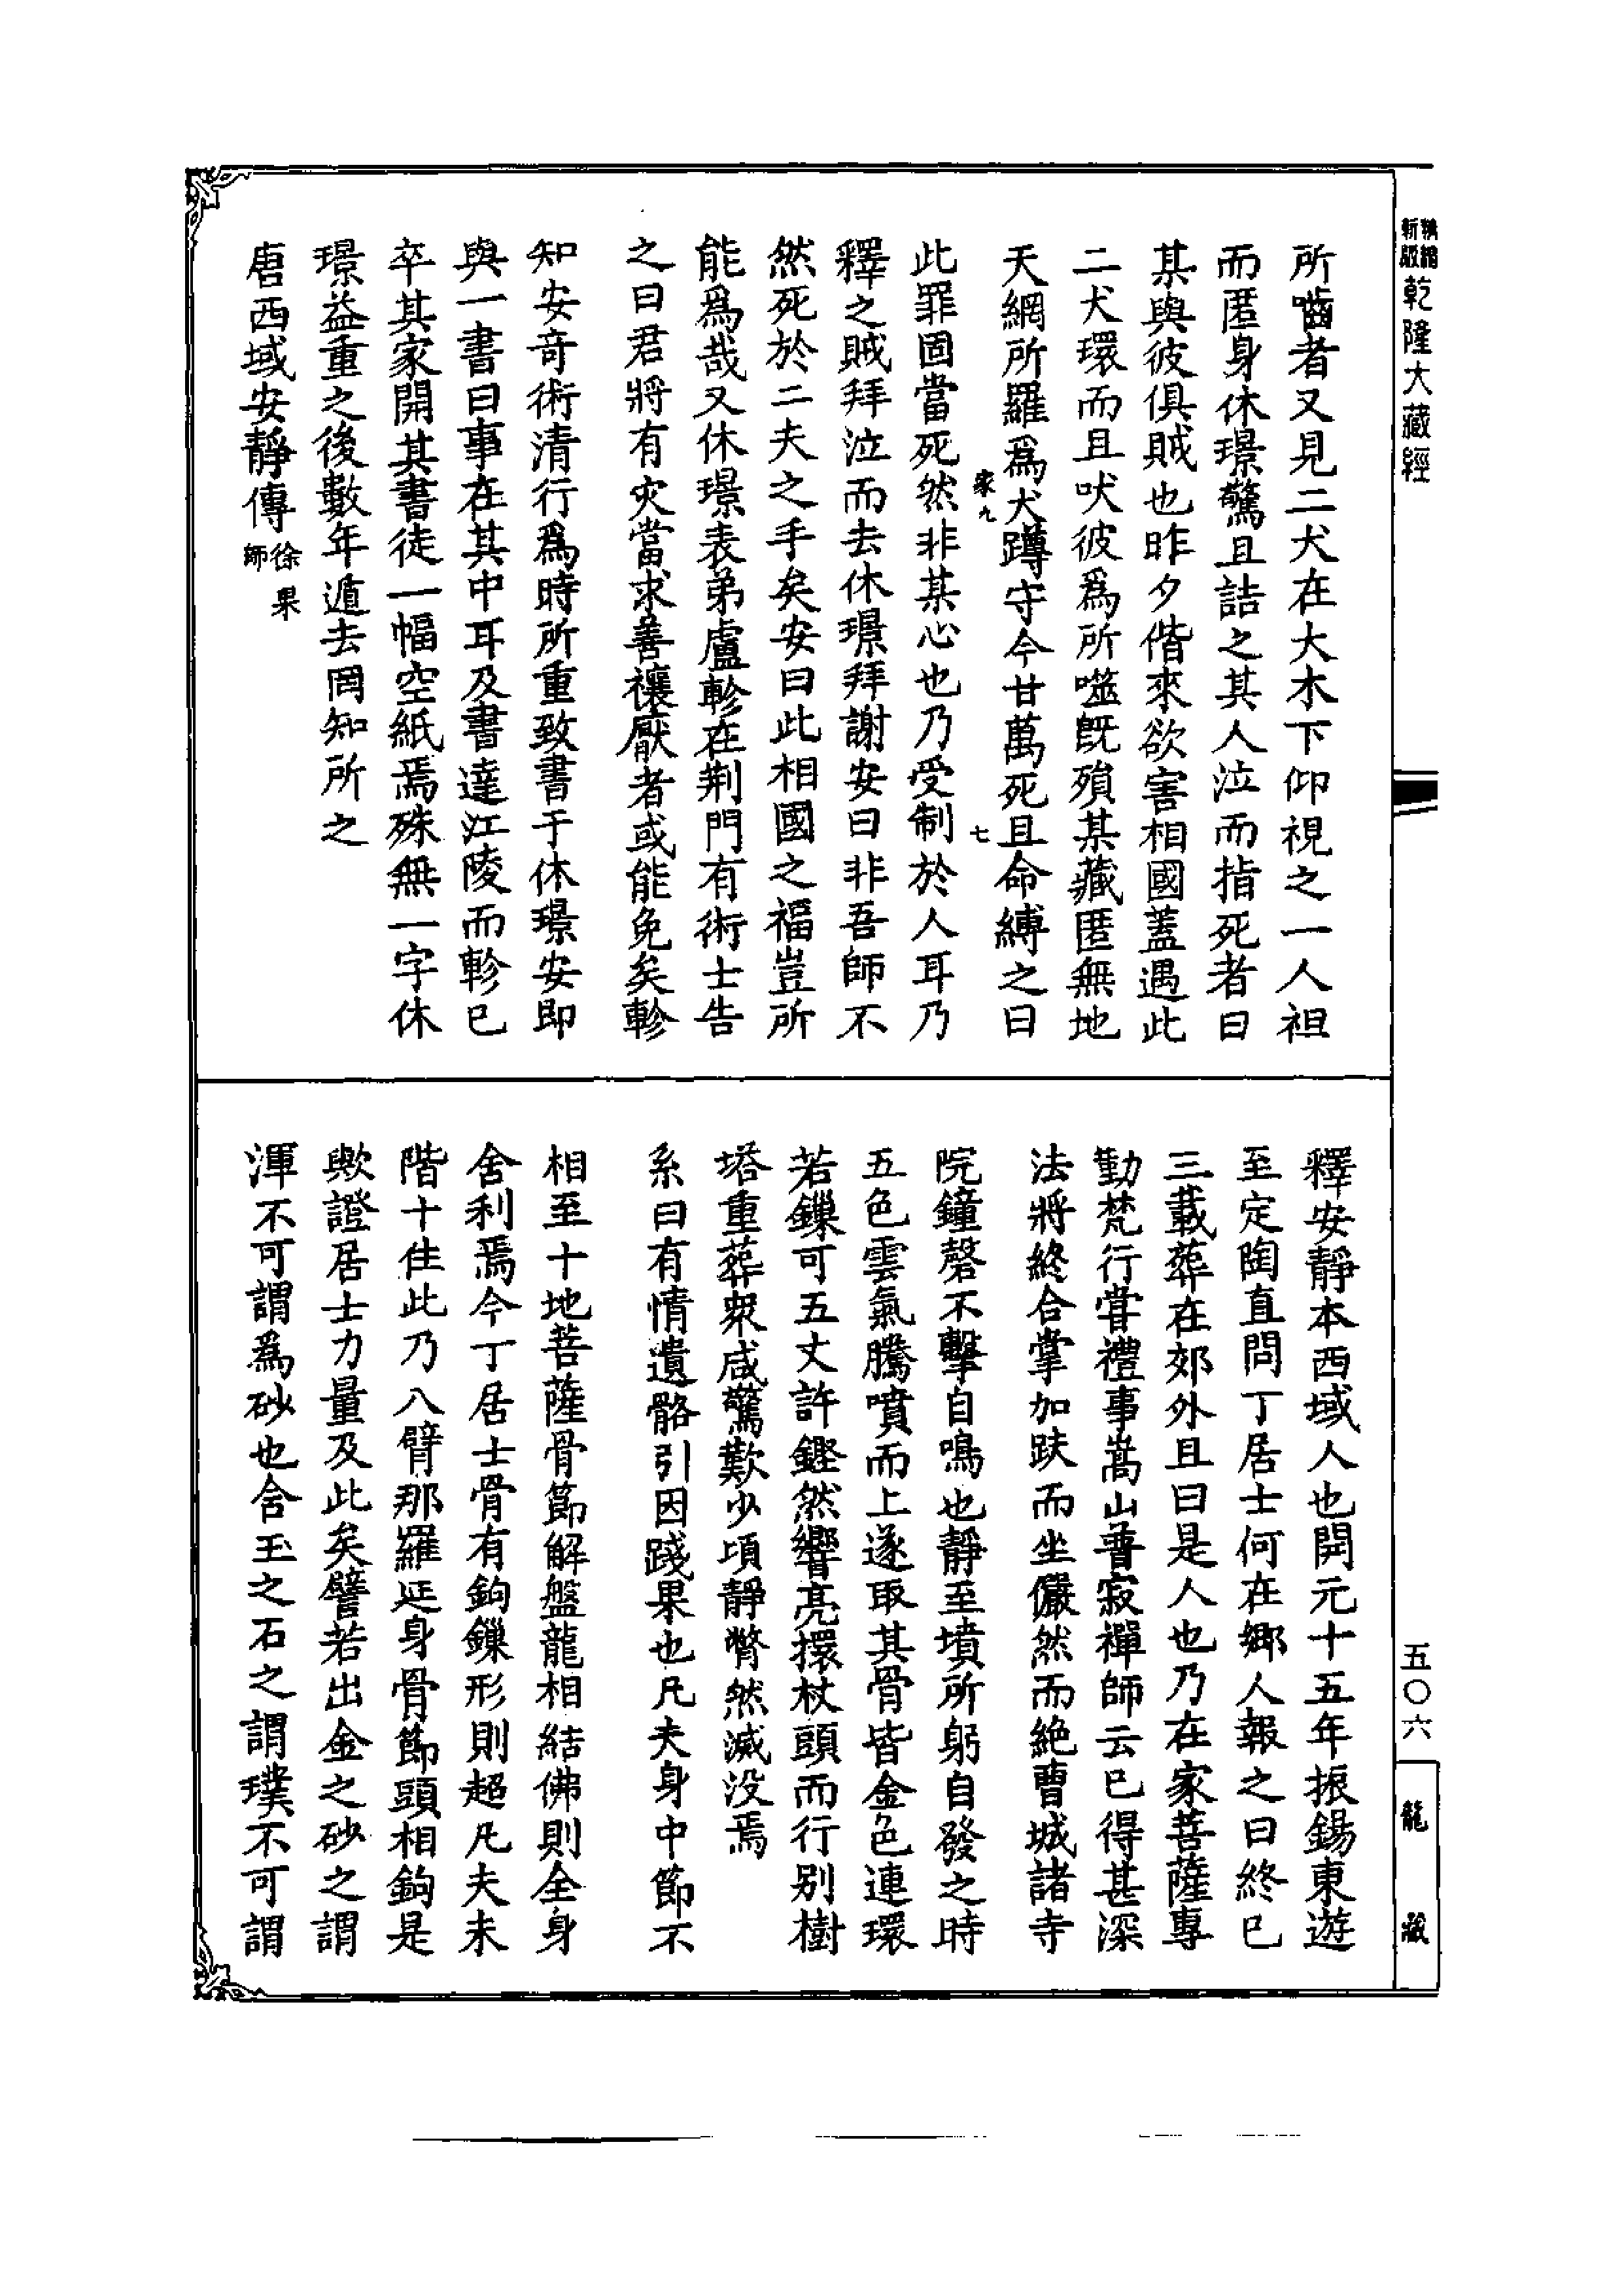 精縮新版乾隆大藏經
所嚙者又見二犬在大木下仰視之一人袒
而匿身休璟驚且詰之其人泣而指死者曰
某與彼俱賊也昨夕偕來欲害相國蓋遇此
二犬環而且吠彼爲所噬旣殞某藏匿無地
天網所羅爲犬蹲守今甘萬死且命縛之曰
家九 七
此罪固當死然非某心也乃受制於人耳乃
釋之賊拜泣而去休璟拜謝安曰非吾師不
然死於二夫之手矣安曰此相國之福豈所
能爲哉又休璟表弟盧軫在荆門有術士告
之曰君將有灾當求善禳厭者或能免矣軫
知安奇術清行爲時所重致書于休璟安即
與一書曰事在其中耳及書達江陵而軫已
卒其家開其書徒一幅空紙焉殊無一字休
璟益重之後數年遁去罔知所之
唐西域安靜傳徐果師
釋安靜本西域人也開元十五年振錫東遊
至定陶直問丁居士何在鄉人報之曰終已
三載葬在郊外且曰是人也乃在家菩薩專
勤梵行嘗禮事嵩山普寂禪師云已得甚深
法將終合掌加趺而坐儼然而絶曹城諸寺
院鐘磬不擊自鳴也靜至墳所躬自發之時
五色雲氣騰噴而上遂取其骨皆金色連環
若鏁可五丈許鏗然響亮擐杖頭而行别樹
塔重葬衆咸驚歎少頃靜瞥然滅没焉
系曰有情遺骼引因踐果也凡夫身中節不
相至十地菩薩骨節解盤龍相結佛則全身
舍利焉今丁居士骨有鉤鏁形則超凡夫未
階十住此乃八臂那羅延身骨節頭相鉤是
歟證居士力量及此矣譬若出金之砂之謂
渾不可謂爲砂也含玉之石之謂璞不可謂
五〇六
龍藏